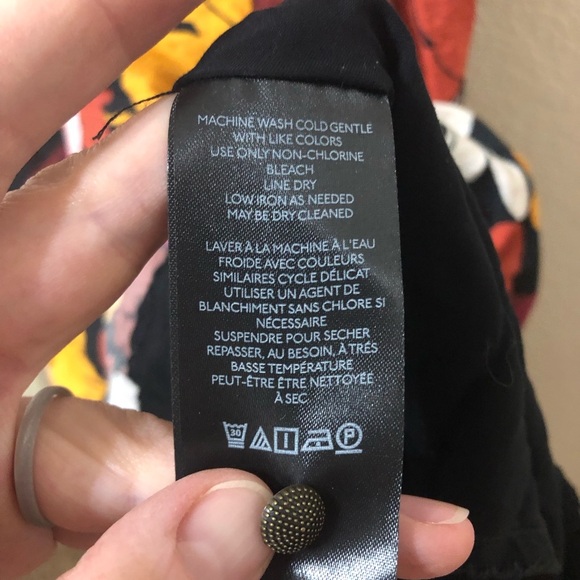 MACHINE WASH COLD GENTLE
WITH LIKE COLORS
USE ONLY NON-CHLORINE
BLEACH
LINE DRY
LOW IRON AS NEEDED
MAY BE DRY CLEANED
LAVER À LA MACHINE À L'EAU
FROIDE AVEC COULEURS
SIMILAIRES CYCLE DÉLICAT
UTILISER UN AGENT DE
BLANCHIMENT SANS CHLORE SI
NÉCESSAIRE
SUSPENDRE POUR SECHER
REPASSER, AU BESOIN, À TRÉS
BASSE TEMPÉRATURE
PEUT-ÊTRE ÊTRE NETTOYÉE
À SEC
30 P